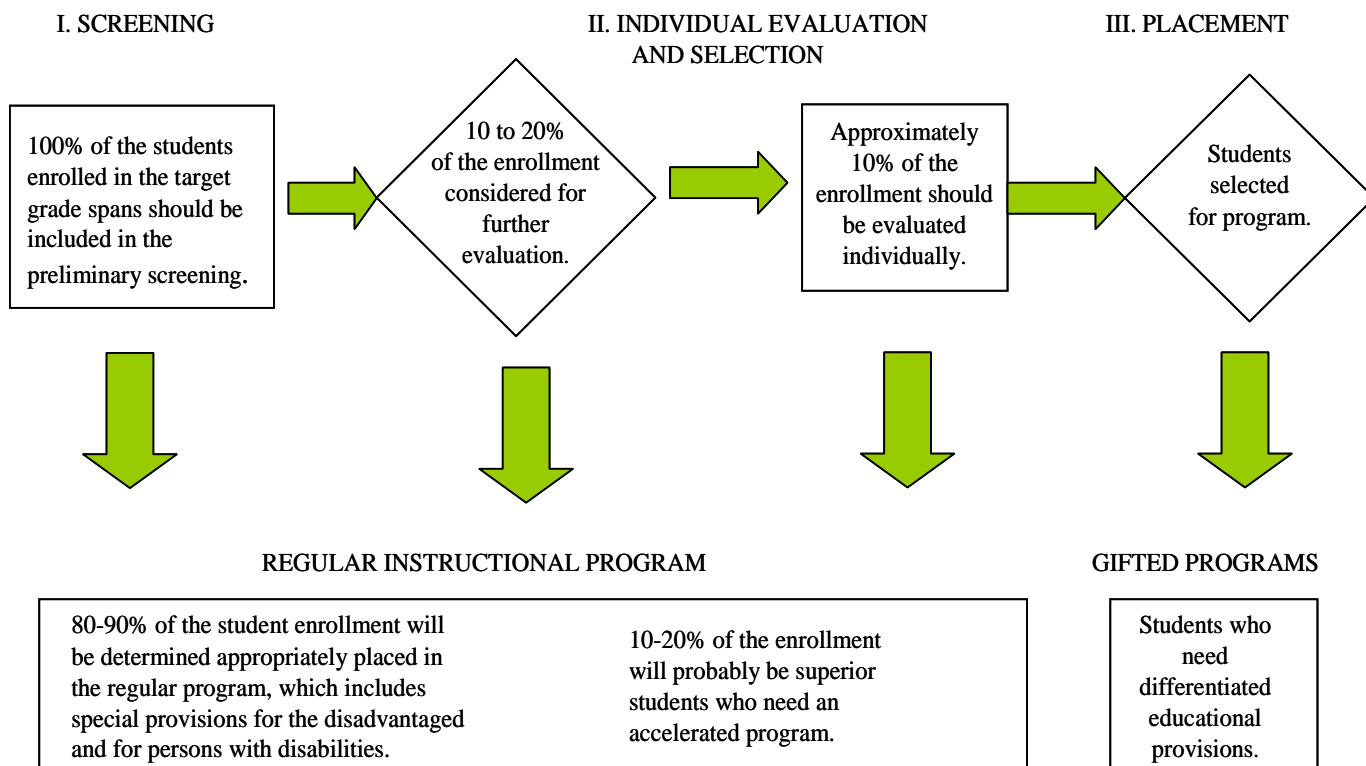 I. SCREENING
II. INDIVIDUAL EVALUATION
AND SELECTION
III. PLACEMENT
100% of the students
enrolled in the target
grade spans should be
included in the
preliminary screening.
10 to 20%
of the enrollment
considered for
further
evaluation.
Approximately
10% of the
enrollment should
be evaluated
individually.
Students
selected
for program.
REGULAR INSTRUCTIONAL PROGRAM
80-90% of the student enrollment will
be determined appropriately placed in
the regular program, which includes
special provisions for the disadvantaged
and for persons with disabilities.
10-20% of the enrollment
will probably be superior
students who need an
accelerated program.
GIFTED PROGRAMS
Students who
need
differentiated
educational
provisions.